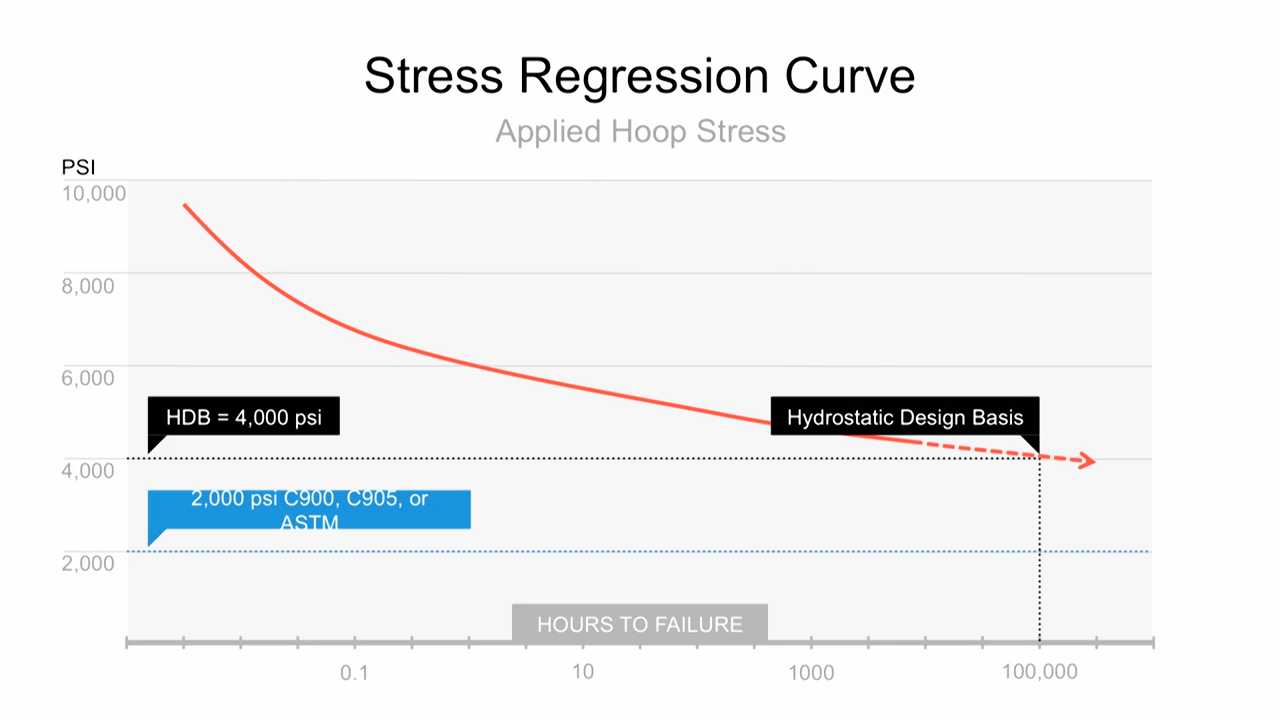 Stress Regression Curve
Applied Hoop Stress
PSI
10,000
8,000
6,000
HDB = 4,000 psi
Hydrostatic Design Basis
4,000
2,000 psi C900, C905, or
ASTM
2,000
HOURS TO FAILURE
0.1
10
1000
100,000